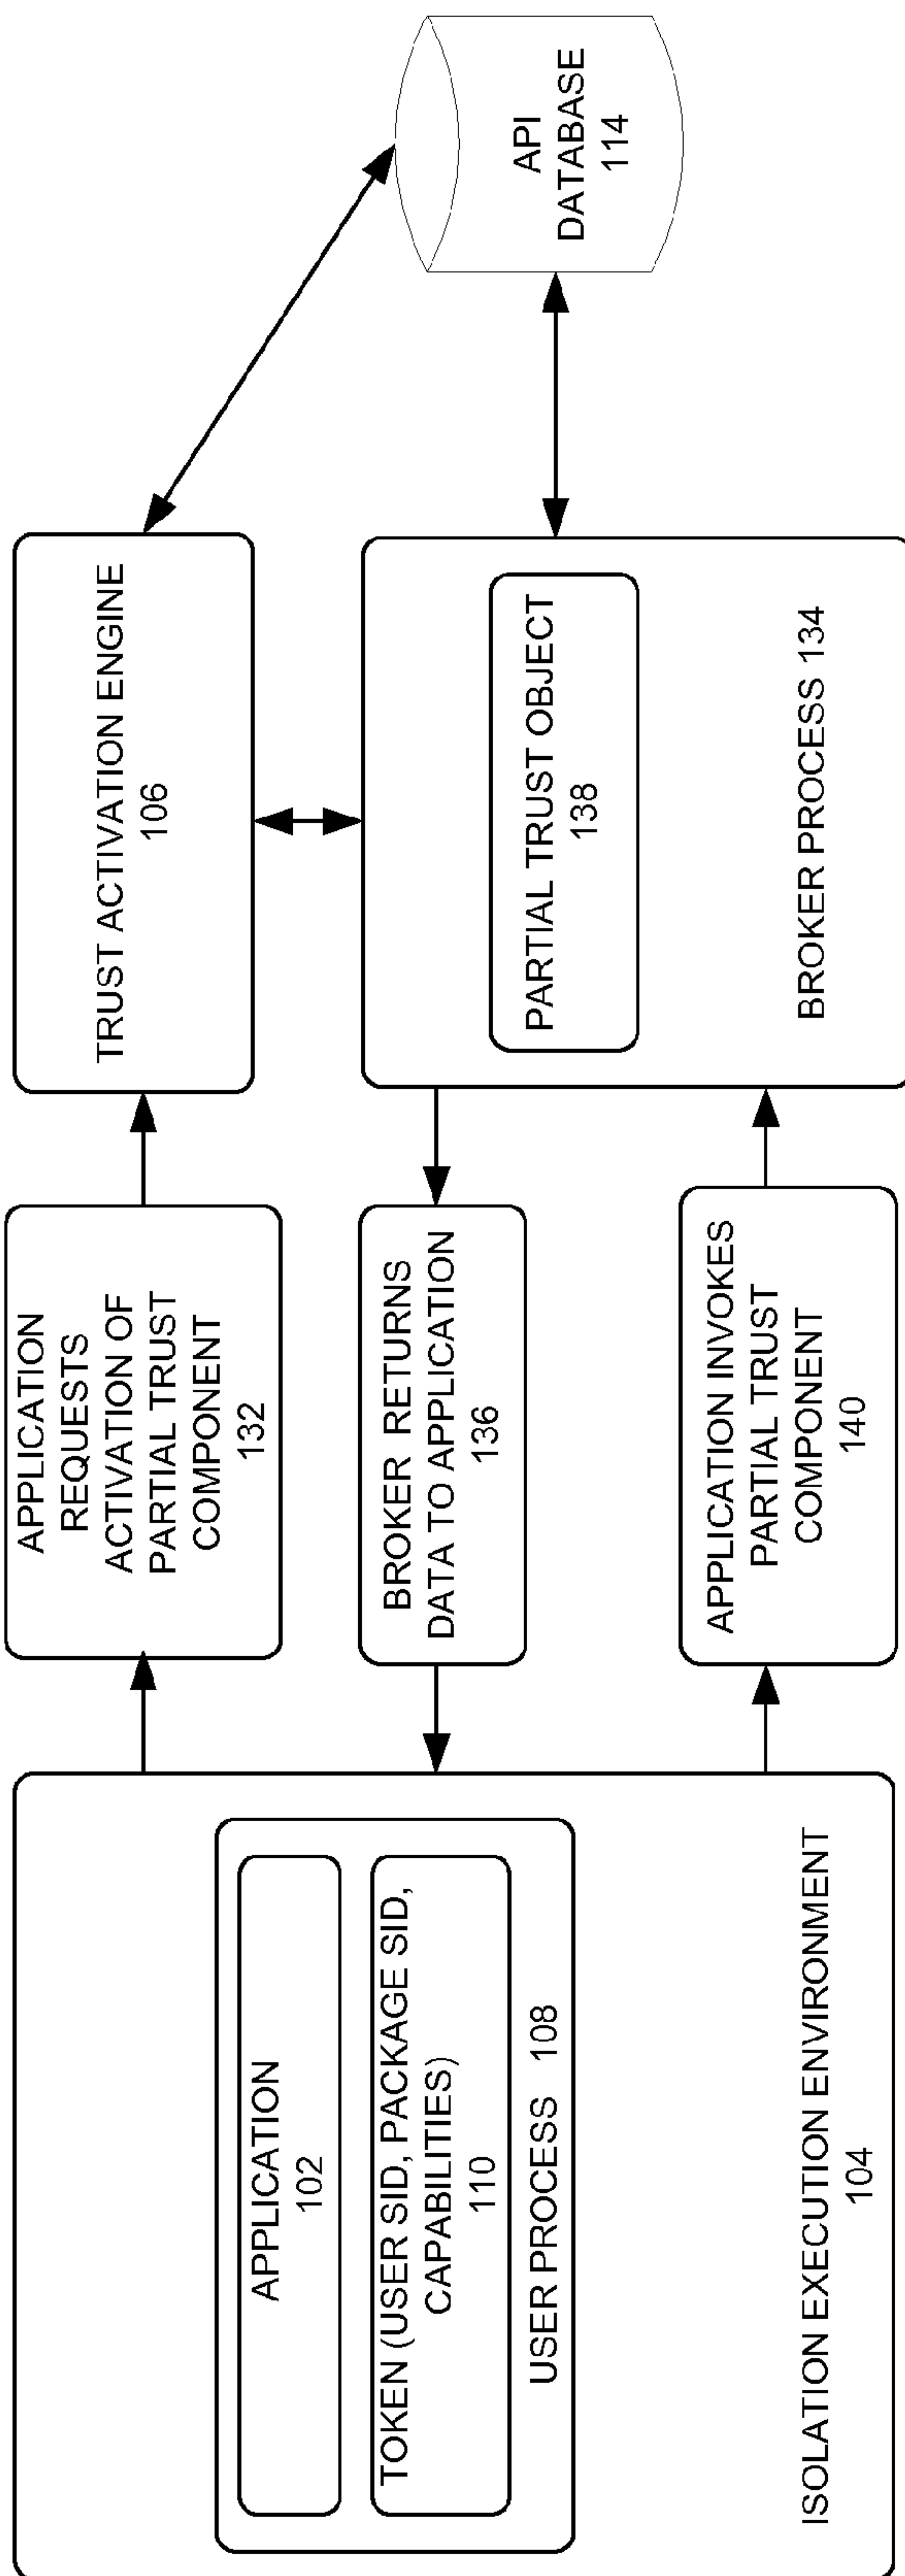 APPLICATION
102
TOKEN (USER SID, PACKAGE SID,
CAPABILITIES)
110
USER PROCESS 108
ISOLATION EXECUTION ENVIRONMENT
104
APPLICATION
REQUESTS
ACTIVATION OF
PARTIAL TRUST
COMPONENT
132
BROKER RETURNS
DATA TO APPLICATION
136
APPLICATION INVOKES
PARTIAL TRUST
COMPONENT
140
TRUST ACTIVATION ENGINE
106
PARTIAL TRUST OBJECT
138
BROKER PROCESS 134
API
DATABASE
114